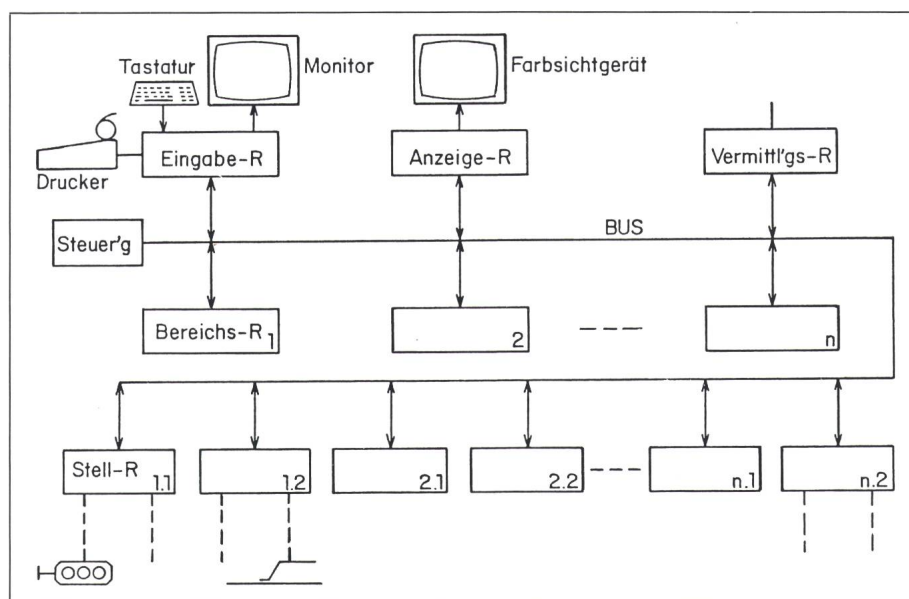 Tastatur
Monitor
Farbsichtgerät
Eingabe-R
Anzeige-R
Vermittl'gs-R
Drucker
Steuer'g
BUS
Bereichs-R 1
2
n
Stell-R 1.1
1.2
2.1
2.2
n.1
n.2